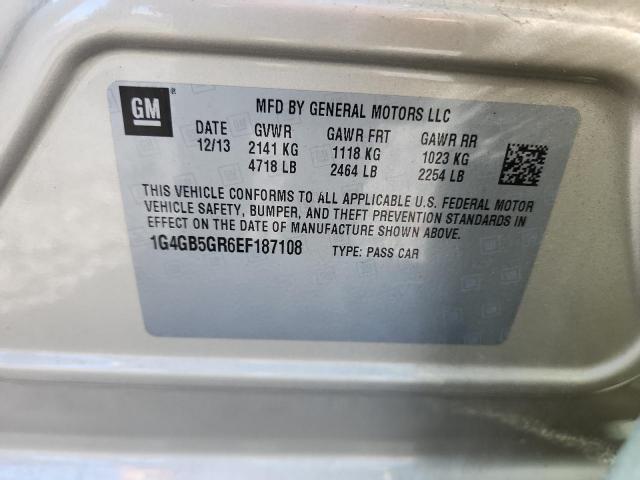 GM ®
MFD BY GENERAL MOTORS LLC
DATE GVWR GAWR FRT GAWR RR
12/13 2141 KG 1118 KG 1023 KG
4718 LB 2464 LB 2254 LB
THIS VEHICLE CONFORMS TO ALL APPLICABLE U.S. FEDERAL MOTOR
VEHICLE SAFETY, BUMPER, AND THEFT PREVENTION STANDARDS IN
EFFECT ON THE DATE OF MANUFACTURE SHOWN ABOVE.
1G4GB5GR6EF187108 TYPE: PASS CAR